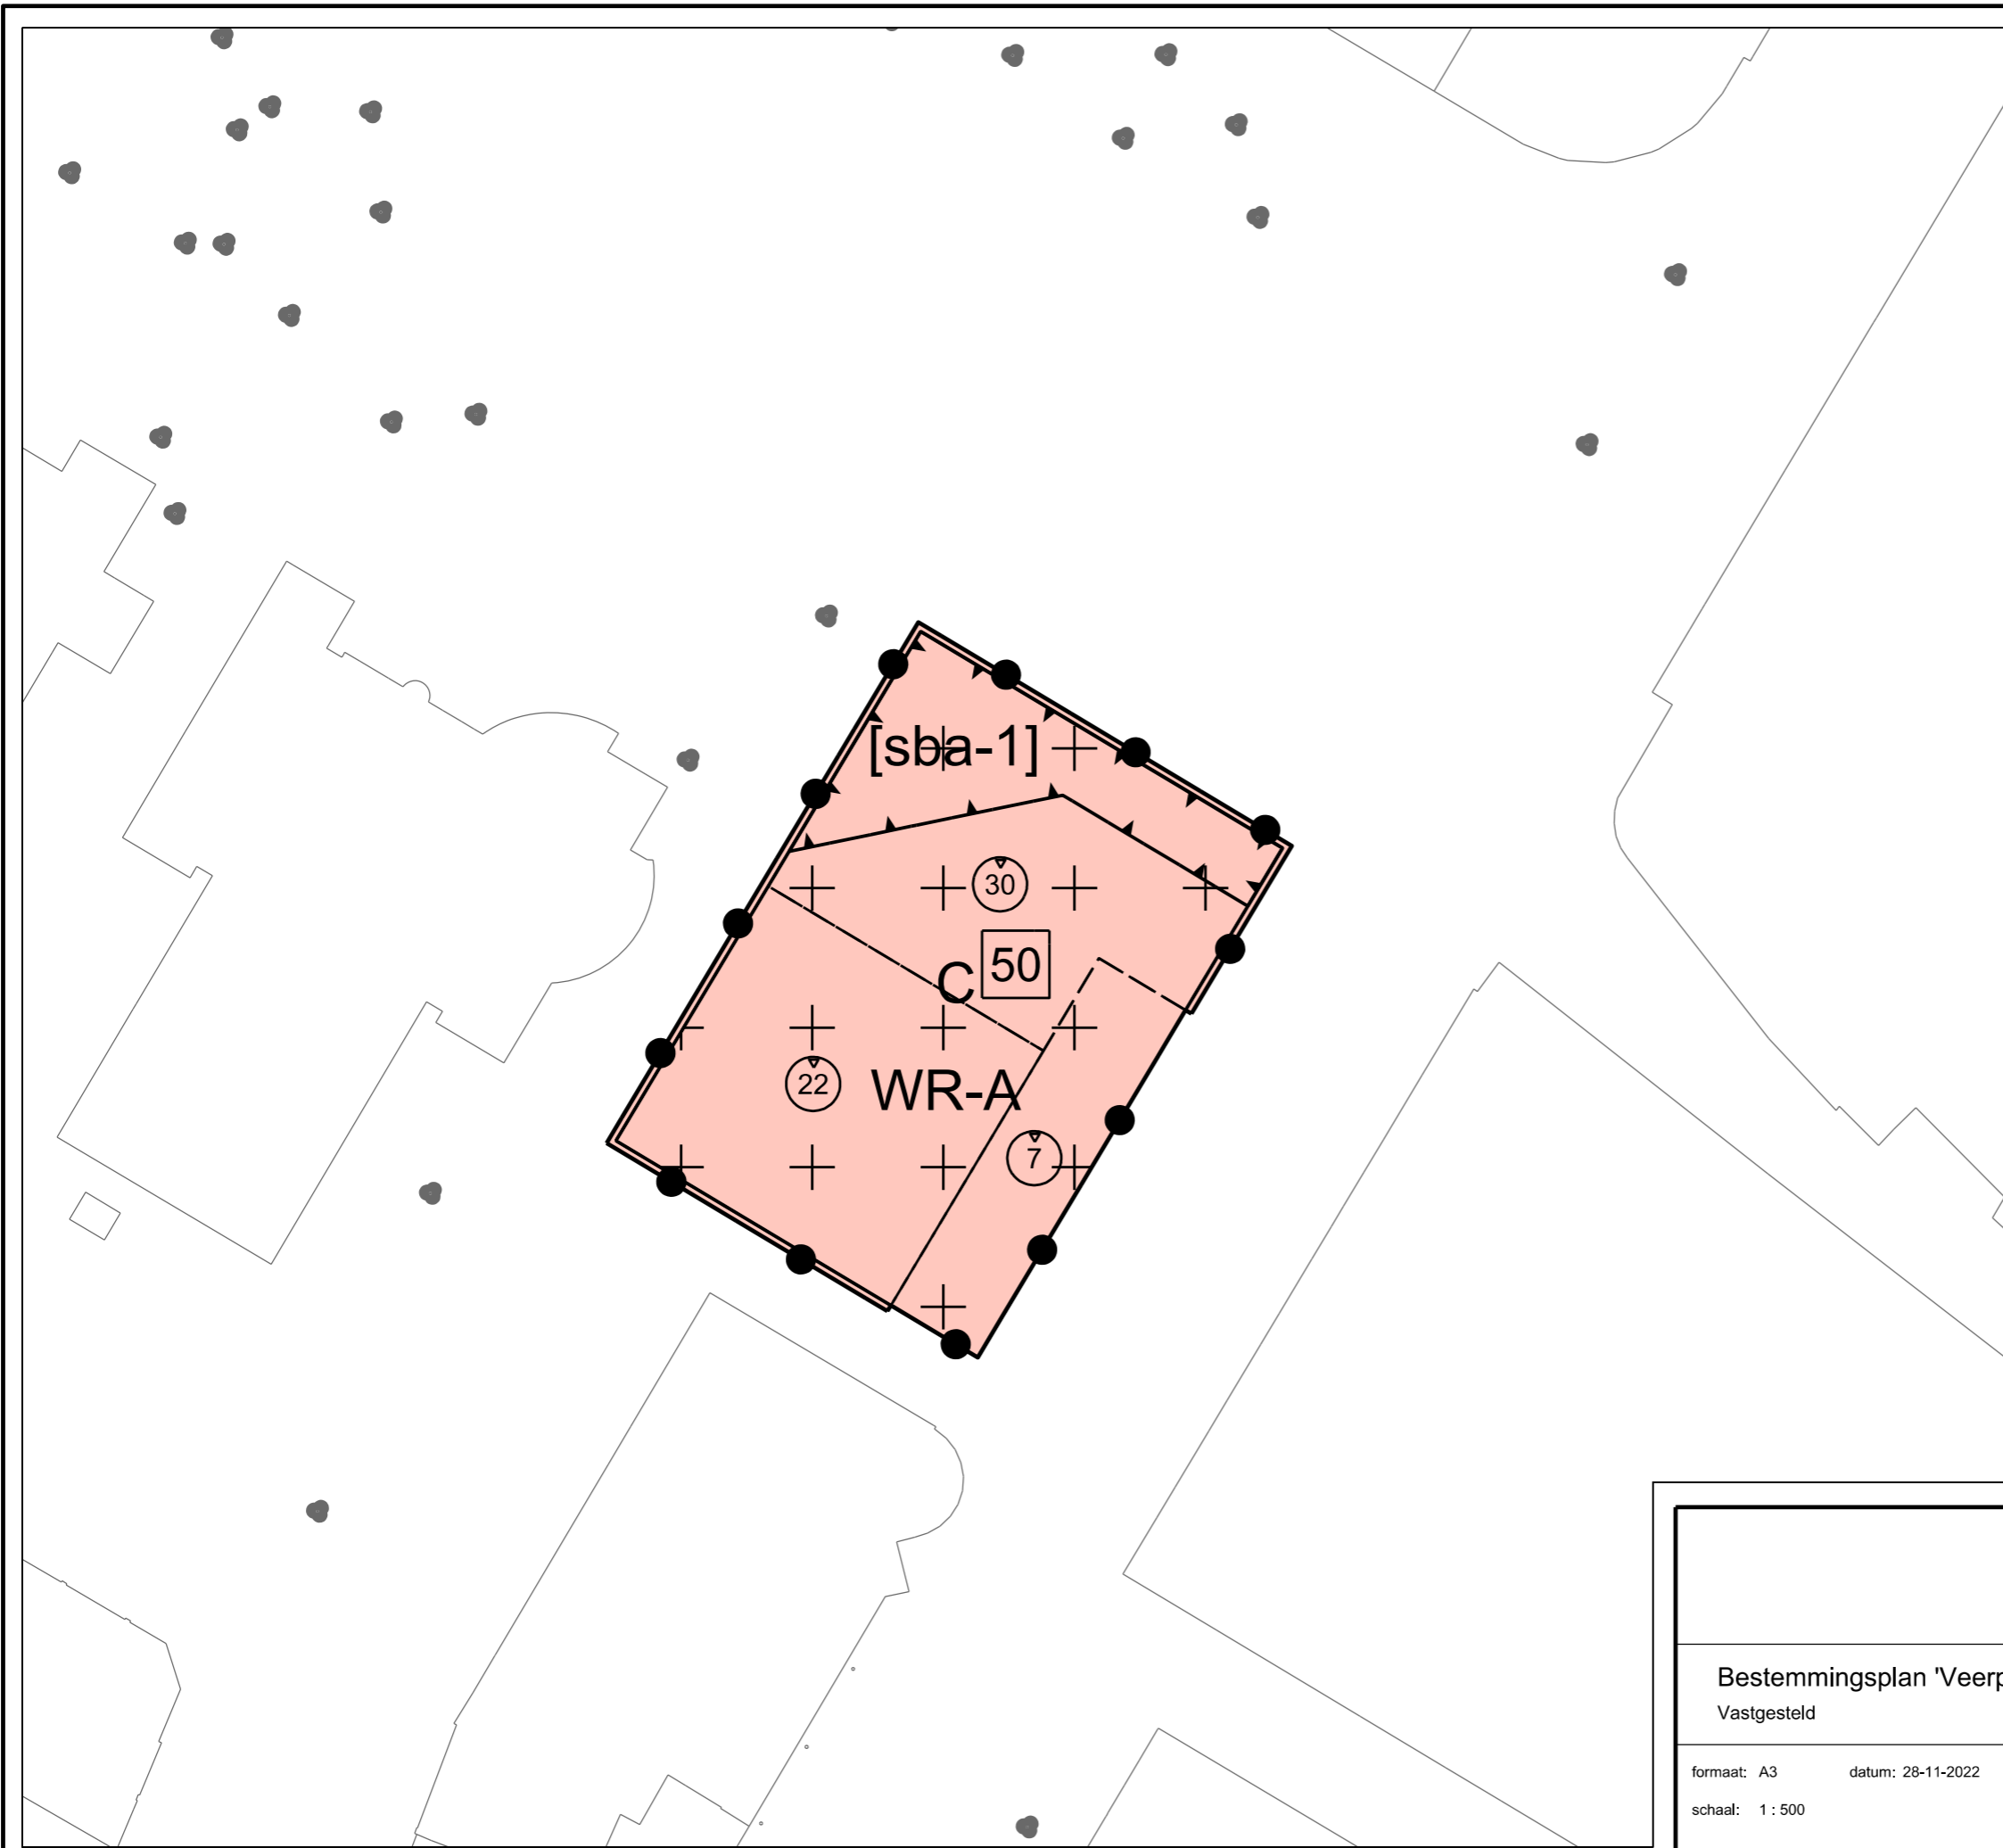 [sba-1]
30
C 50
22 WR-A
7
Bestemmingsplan 'Veerp
Vastgesteld
formaat: A3 datum: 28-11-2022
schaal: 1 : 500